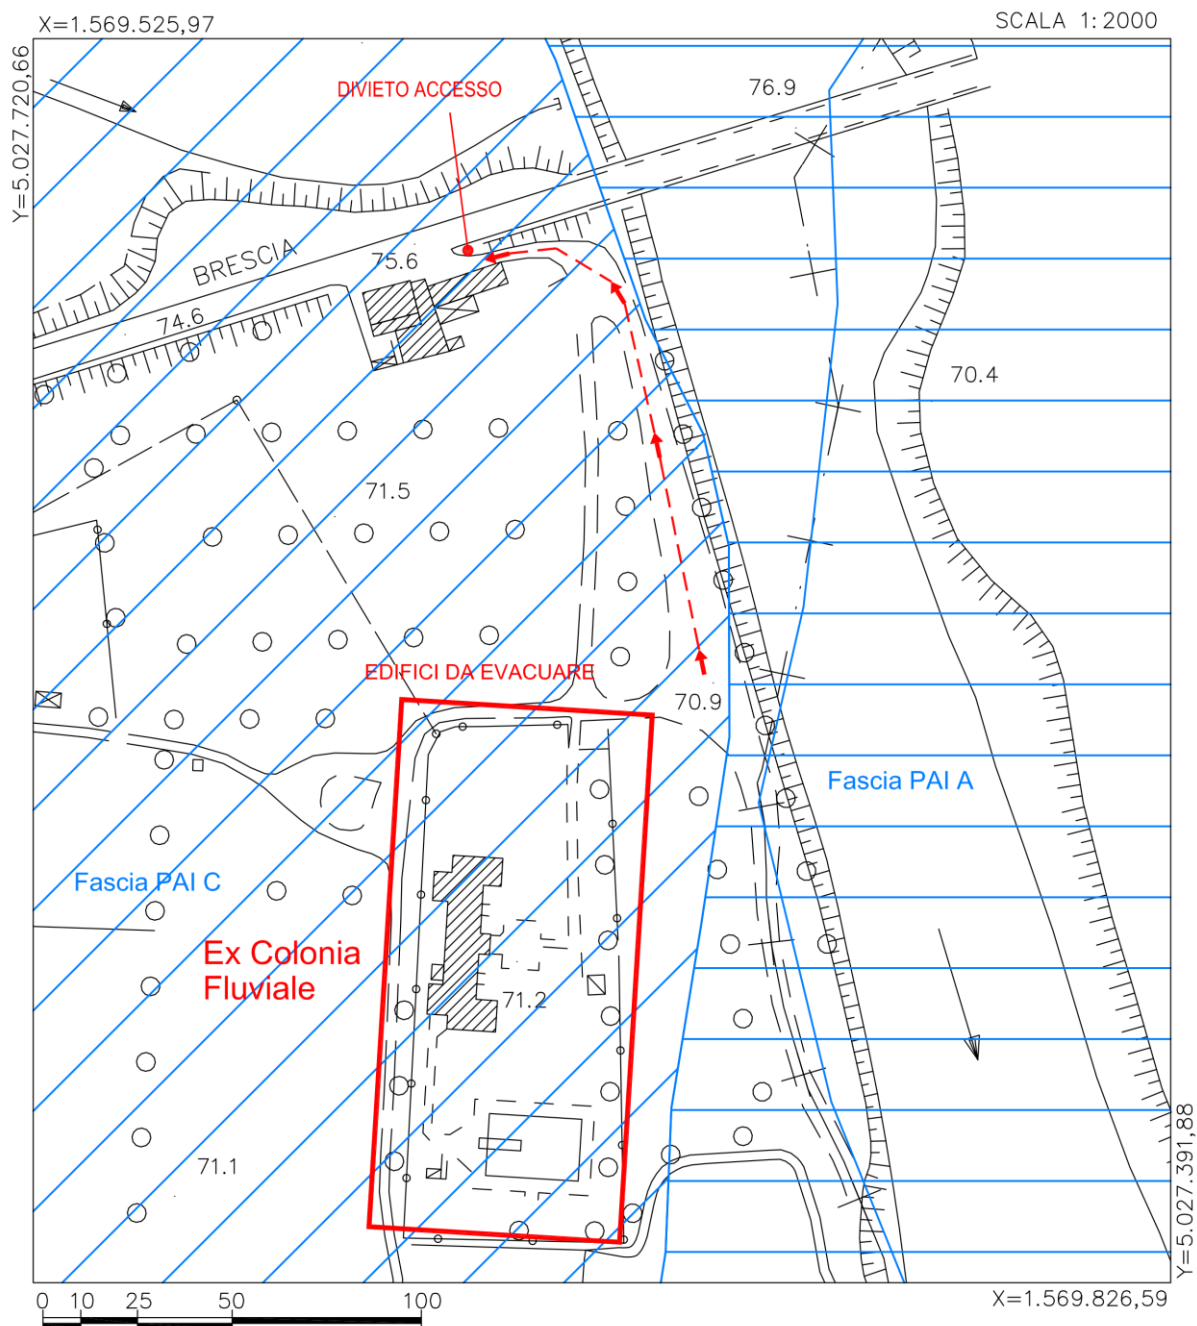 X=1.569.525,97
SCALA 1:2000
Y=5.027.720,66
DIVIETO ACCESSO
76.9
BRESCIA
75.6
74.6
70.4
71.5
EDIFICI DA EVACUARE
70.9
Fascia PAI A
Fascia PAI C
Ex Colonia
Fluviale
71.2
71.1
Y=5.027.391,88
X=1.569.826,59
0 10 25 50 100